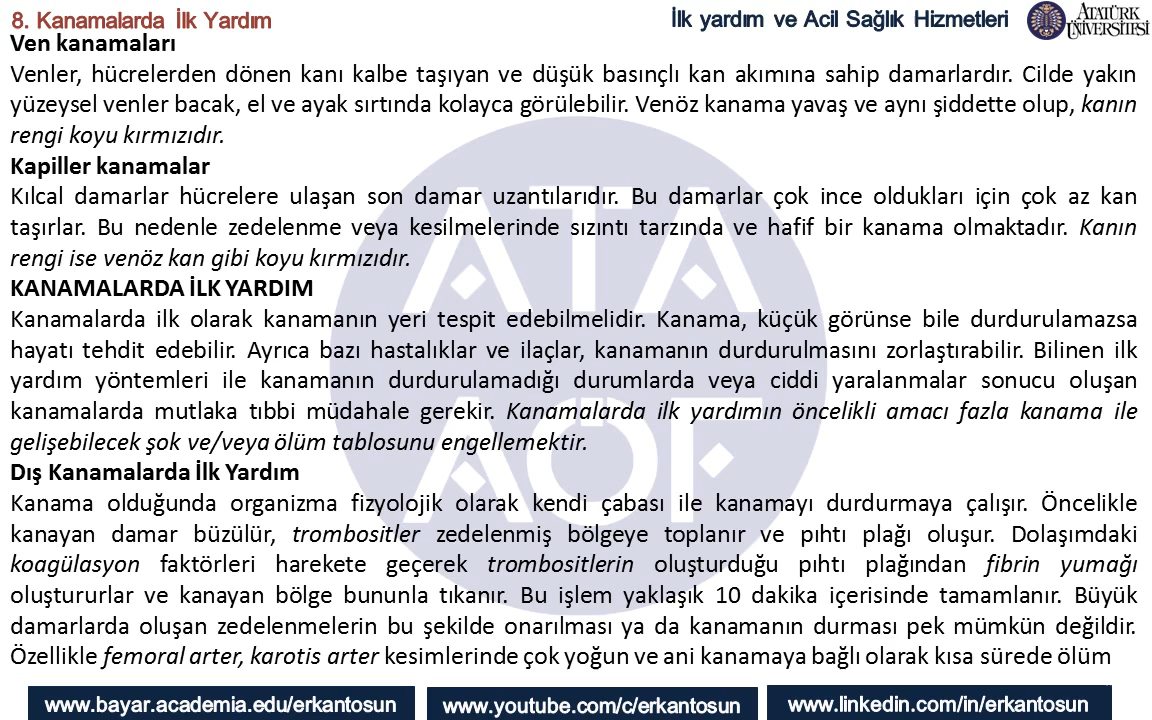 8. Kanamalarda İlk Yardım
İlk yardım ve Acil Sağlık Hizmetleri
ATATÜRK
ÜNİVERSİTESİ
Ven kanamaları
Venler, hücrelerden dönen kanı kalbe taşıyan ve düşük basınçlı kan akımına sahip damarlardır. Cilde yakın
yüzeysel venler bacak, el ve ayak sırtında kolayca görülebilir. Venöz kanama yavaş ve aynı şiddette olup, kanın
rengi koyu kırmızıdır.
Kapiller kanamalar
Kılcal damarlar hücrelere ulaşan son damar uzantılarıdır. Bu damarlar çok ince oldukları için çok az kan
taşırlar. Bu nedenle zedelenme veya kesilmelerinde sızıntı tarzında ve hafif bir kanama olmaktadır. Kanın
rengi ise venöz kan gibi koyu kırmızıdır.
KANAMALARDA İLK YARDIM
Kanamalarda ilk olarak kanamanın yeri tespit edebilmelidir. Kanama, küçük görünse bile durdurulamazsa
hayatı tehdit edebilir. Ayrıca bazı hastalıklar ve ilaçlar, kanamanın durdurulmasını zorlaştırabilir. Bilinen ilk
yardım yöntemleri ile kanamanın durdurulamadığı durumlarda veya ciddi yaralanmalar sonucu oluşan
kanamalarda mutlaka tıbbi müdahale gerekir. Kanamalarda ilk yardımın öncelikli amacı fazla kanama ile
gelişebilecek şok ve/veya ölüm tablosunu engellemektir.
Dış Kanamalarda İlk Yardım
Kanama olduğunda organizma fizyolojik olarak kendi çabası ile kanamayı durdurmaya çalışır. Öncelikle
kanayan damar büzülür, trombositler zedelenmiş bölgeye toplanır ve pıhtı plağı oluşur. Dolaşımdaki
koagülasyon faktörleri harekete geçerek trombositlerin oluşturduğu pıhtı plağından fibrin yumağı
oluştururlar ve kanayan bölge bununla tıkanır. Bu işlem yaklaşık 10 dakika içerisinde tamamlanır. Büyük
damarlarda oluşan zedelenmelerin bu şekilde onarılması ya da kanamanın durması pek mümkün değildir.
Özellikle femoral arter, karotis arter kesimlerinde çok yoğun ve ani kanamaya bağlı olarak kısa sürede ölüm
ATA
AÖF
www.bayar.academia.edu/erkantosun
www.youtube.com/c/erkantosun
www.linkedin.com/in/erkantosun